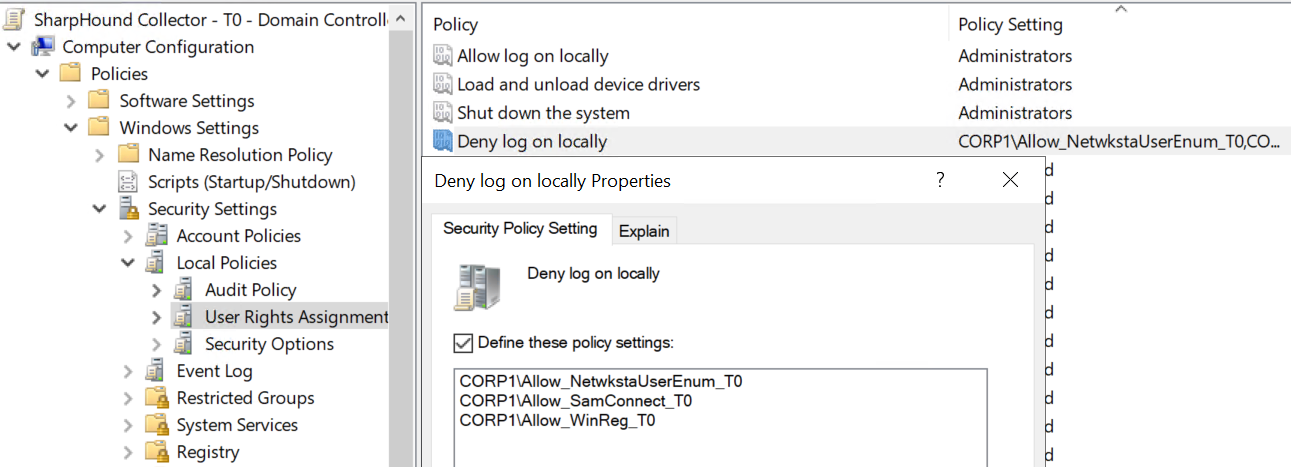 SharpHound Collector - T0 - Domain Controll
Computer Configuration
Policies
Software Settings
Windows Settings
Name Resolution Policy
Scripts (Startup/Shutdown)
Security Settings
Account Policies
Local Policies
Audit Policy
User Rights Assignment
Security Options
Event Log
Restricted Groups
System Services
Registry
Policy Policy Setting
Allow log on locally Administrators
Load and unload device drivers Administrators
Shut down the system Administrators
Deny log on locally CORP1\Allow_NetwkstaUserEnum_T0,CO...
Deny log on locally Properties ?
Security Policy Setting Explain
Deny log on locally
Define these policy settings:
CORP1\Allow_NetwkstaUserEnum_T0
CORP1\Allow_SamConnect_T0
CORP1\Allow_WinReg_T0
d
d
d
d
d
d
d
d
d
d
d